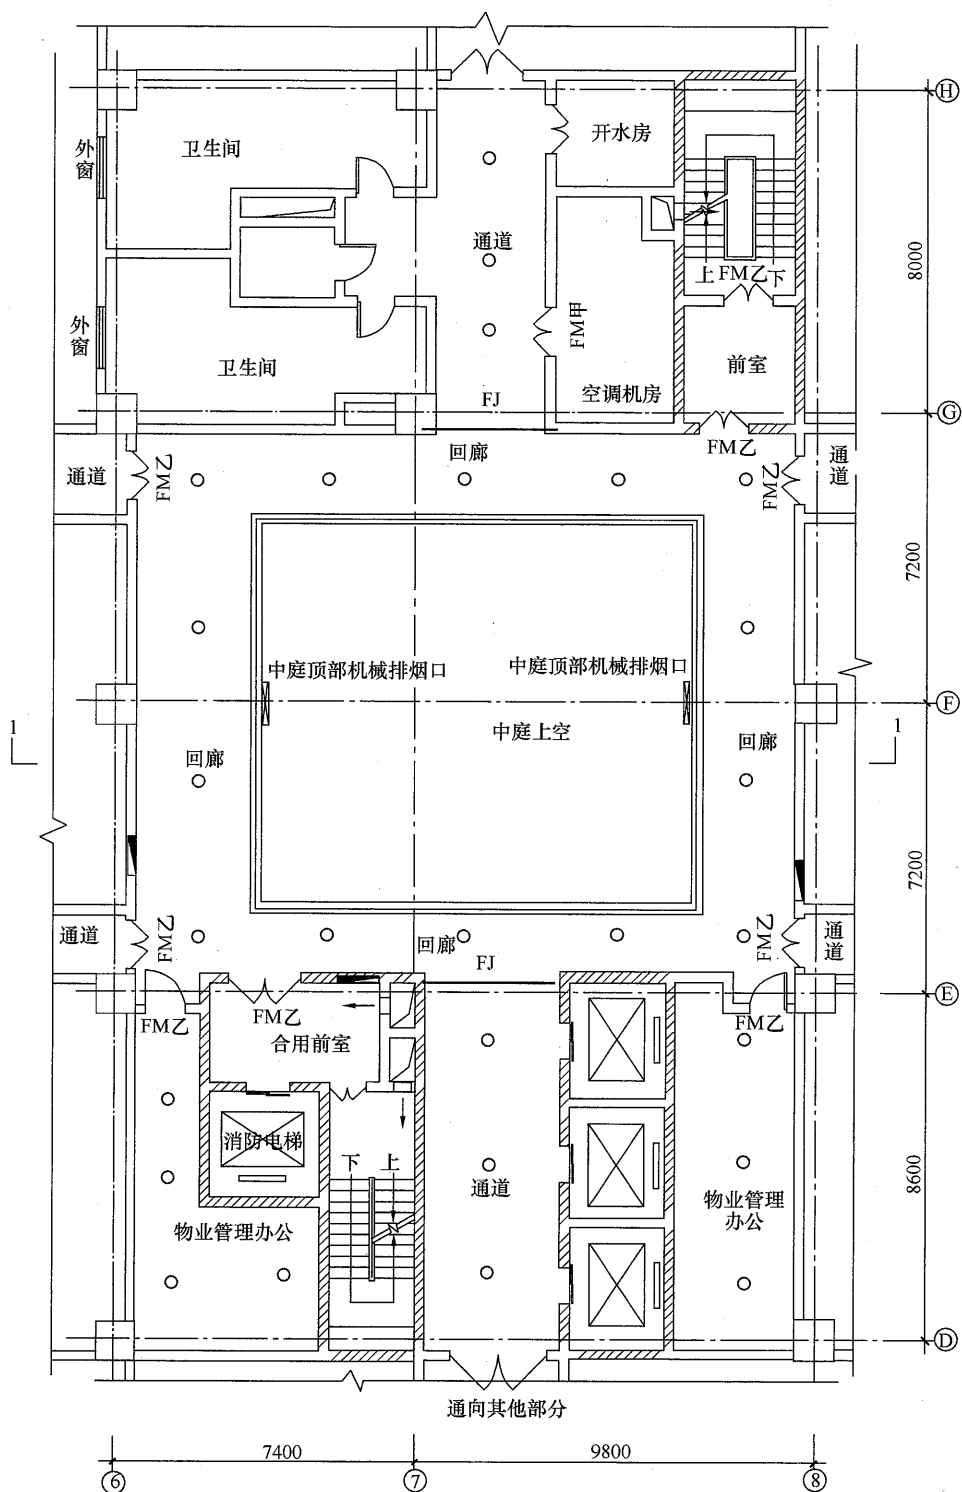 H
外窗
卫生间
开水房
通道
8000
上
FM乙
下
外窗
FM甲
卫生间
前室
空调机房
FJ
G
回廊
FM乙
通道
FM乙
FM乙
通道
7200
中庭顶部机械排烟口
中庭顶部机械排烟口
F
1
中庭上空
1
回廊
回廊
7200
通道
FM乙
回廊
FM乙
通道
FJ
E
FM乙
FM乙
FM乙
合用前室
消防电梯
下
上
通道
8600
物业管理
办公
物业管理办公
D
通向其他部分
7400
9800
6
7
8